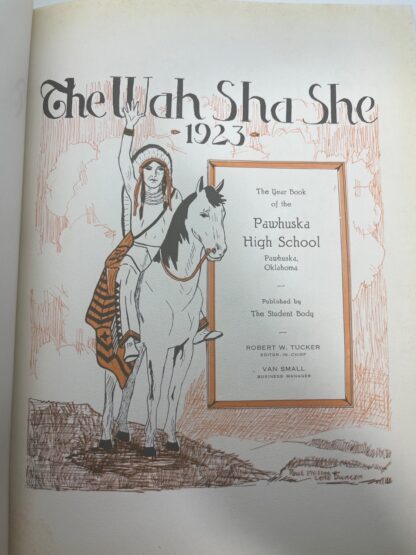 The Wah Sha She
1923
The Year Book
of the
Pawhuska
High School
Pawhuska,
Oklahoma
Published by
The Student Body
ROBERT W. TUCKER
EDITOR-IN-CHIEF
VAN SMALL
BUSINESS MANAGER